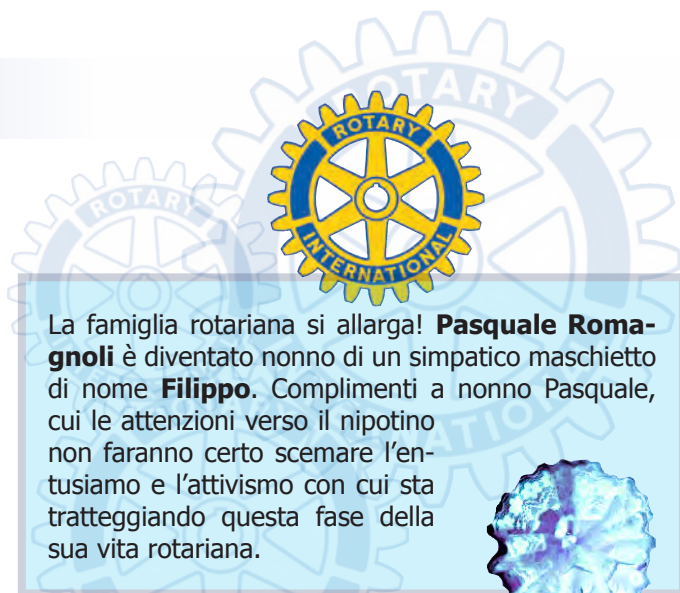 ROTARY
ROTARY
ROTARY
INTERNATIONAL
La famiglia rotariana si allarga! Pasquale Roma-
gnoli è diventato nonno di un simpatico maschietto
di nome Filippo. Complimenti a nonno Pasquale,
cui le attenzioni verso il nipotino
non faranno certo scemare l’en-
tusiamo e l’attivismo con cui sta
tratteggiando questa fase della
sua vita rotariana.